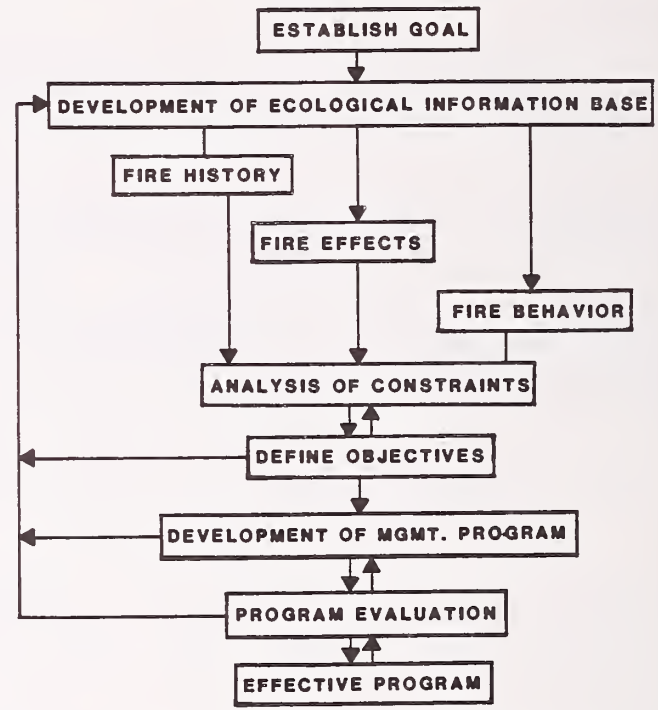 ESTABLISH GOAL
DEVELOPMENT OF ECOLOGICAL INFORMATION BASE
FIRE HISTORY
FIRE EFFECTS
FIRE BEHAVIOR
ANALYSIS OF CONSTRAINTS
DEFINE OBJECTIVES
DEVELOPMENT OF MGMT. PROGRAM
PROGRAM EVALUATION
EFFECTIVE PROGRAM